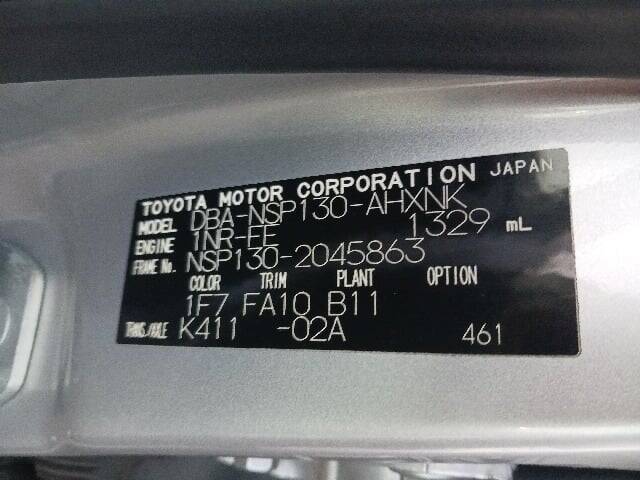 TOYOTA MOTOR CORPORATION JAPAN
MODEL DBA-NSP130-AHXNK
ENGINE 1NR-FE 1329 mL
FRAME No. NSP130-2045863
COLOR TRIM PLANT OPTION
1F7 FA10 B11
TRANS./AXLE K411 -02A 461